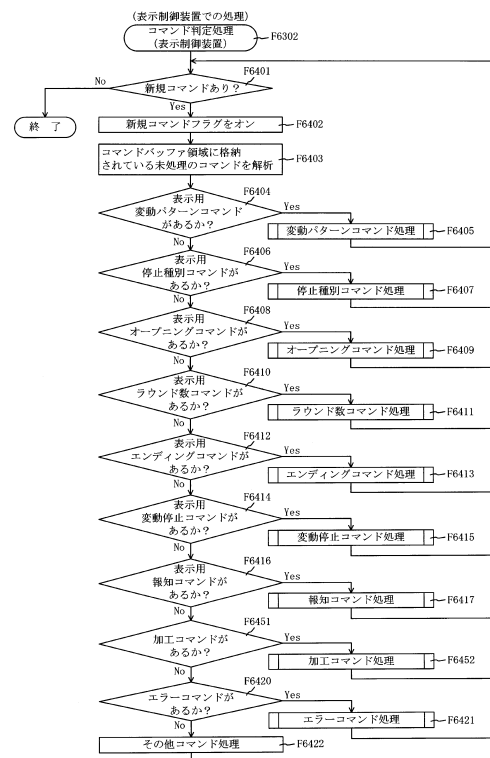 (表示制御装置での処理)
コマンド判定処理
(表示制御装置)
F6302
F6401
No
新規コマンドあり?
Yes
終 了
新規コマンドフラグをオン
F6402
コマンドバッファ領域に格納
されている未処理のコマンドを解析
F6403
F6404
表示用
変動パターンコマンド
があるか?
Yes
変動パターンコマンド処理
F6405
No
F6406
表示用
停止種別コマンドが
あるか?
Yes
停止種別コマンド処理
F6407
No
F6408
表示用
オープニングコマンドが
あるか?
Yes
オープニングコマンド処理
F6409
No
F6410
表示用
ラウンド数コマンドが
あるか?
Yes
ラウンド数コマンド処理
F6411
No
F6412
表示用
エンディングコマンドが
あるか?
Yes
エンディングコマンド処理
F6413
No
F6414
表示用
変動停止コマンドが
あるか?
Yes
変動停止コマンド処理
F6415
No
F6416
表示用
報知コマンドが
あるか?
Yes
報知コマンド処理
F6417
No
F6451
加工コマンドが
あるか?
Yes
加工コマンド処理
F6452
No
F6420
エラーコマンドが
あるか?
Yes
エラーコマンド処理
F6421
No
その他コマンド処理
F6422